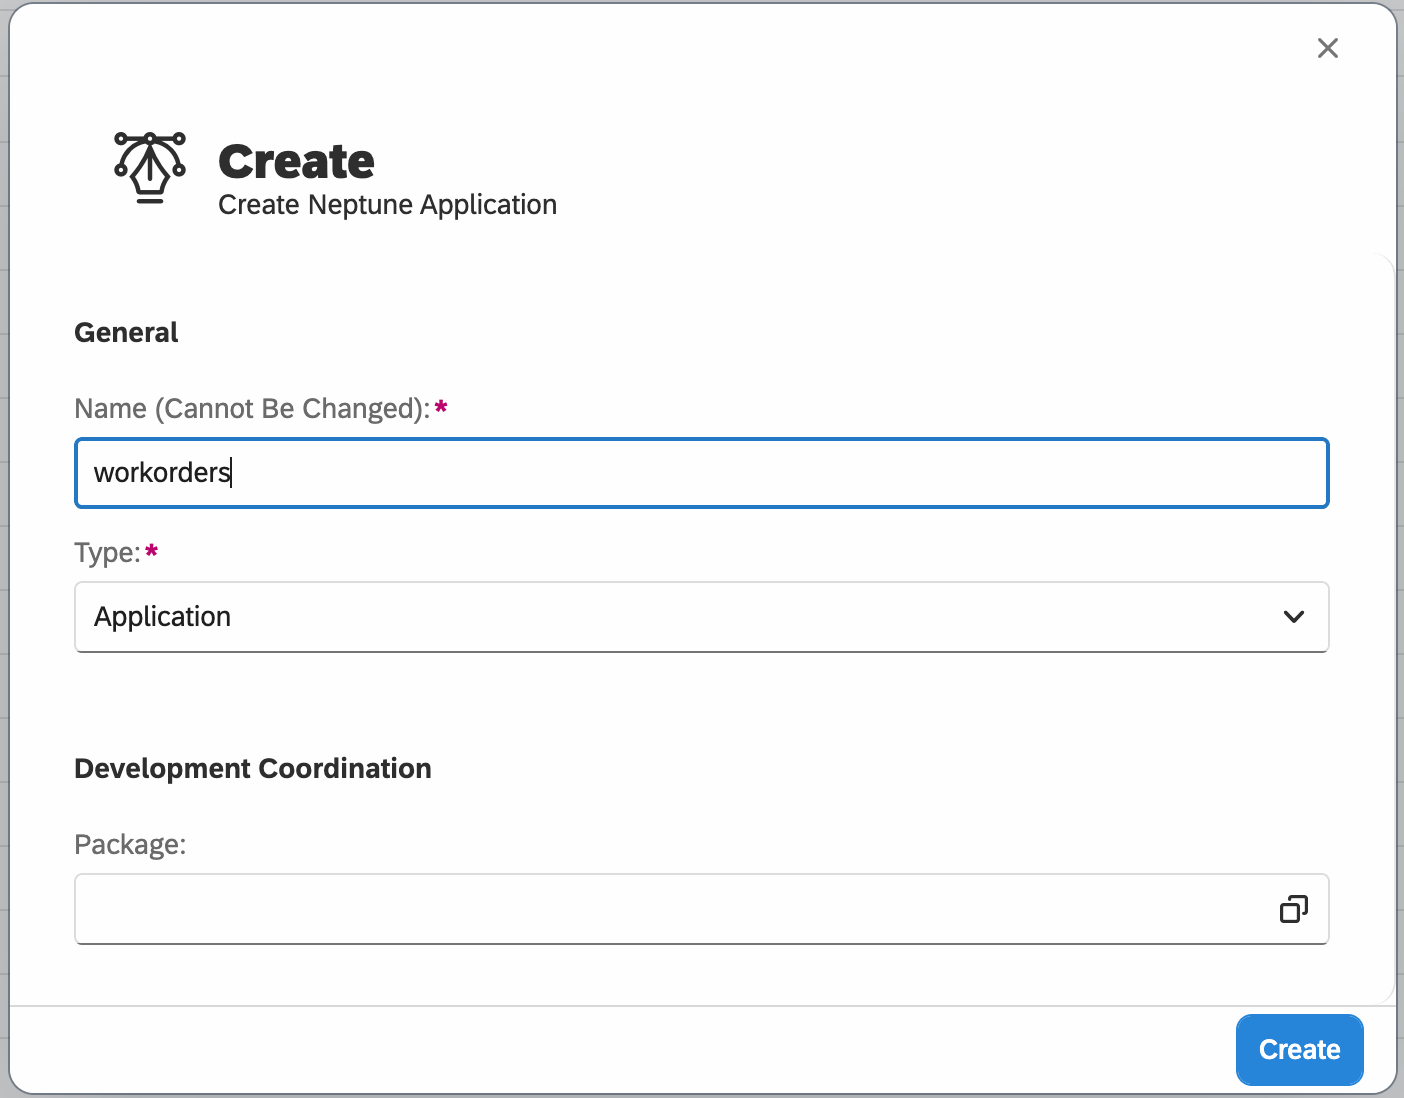 Create
Create Neptune Application
General
Name (Cannot Be Changed):*
workorders
Type:*
Application
Development Coordination
Package:
Create